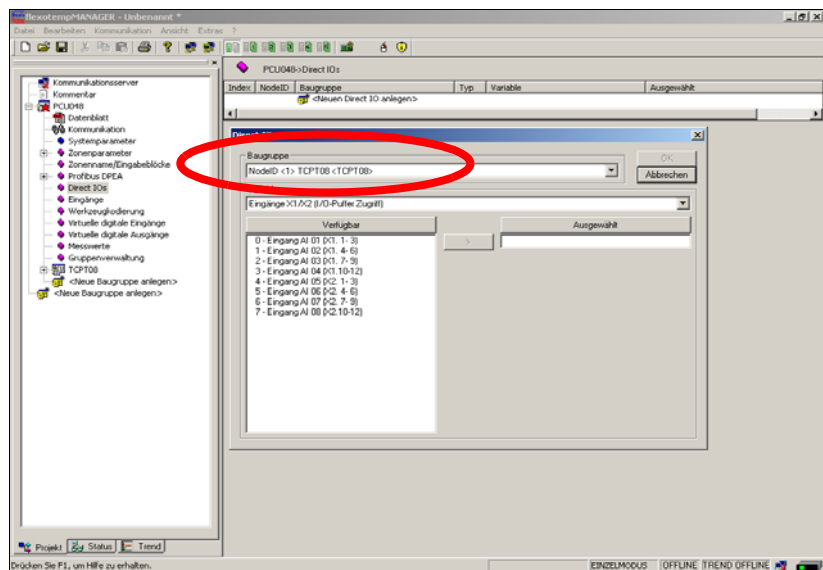 flexotempMANAGER - Unbenannt *
Datei Bearbeiten Kommunikation Ansicht Extras ?
PCU048->Direct IOs
Index NodeID Baugruppe Typ Variable Ausgewählt
<Neuen Direct IO anlegen>
Kommunikationsserver
Kommentar
PCU048
Datenblatt
Kommunikation
Systemparameter
Zonenparameter
Zonenname/Eingabeblöcke
Profibus DPEA
Direct IOs
Eingänge
Werkzeugkodierung
Virtuelle digitale Eingänge
Virtuelle digitale Ausgänge
Messwerte
Gruppenverwaltung
TCPT08
<Neue Baugruppe anlegen>
<Neue Baugruppe anlegen>
Baugruppe
NodeID <1> TCPT08 <TCPT08>
OK
Abbrechen
Eingänge X1/X2 (I/O-Puffer Zugriff)
Verfügbar
Ausgewählt
0 - Eingang AI 01 (X1. 1- 3)
1 - Eingang AI 02 (X1. 4- 6)
2 - Eingang AI 03 (X1. 7- 9)
3 - Eingang AI 04 (X1.10-12)
4 - Eingang AI 05 (X2. 1- 3)
5 - Eingang AI 06 (X2. 4- 6)
6 - Eingang AI 07 (X2. 7- 9)
7 - Eingang AI 08 (X2.10-12)
>
Projekt Status Trend
Drücken Sie F1, um Hilfe zu erhalten.
EINZELMODUS OFFLINE TREND OFFLINE